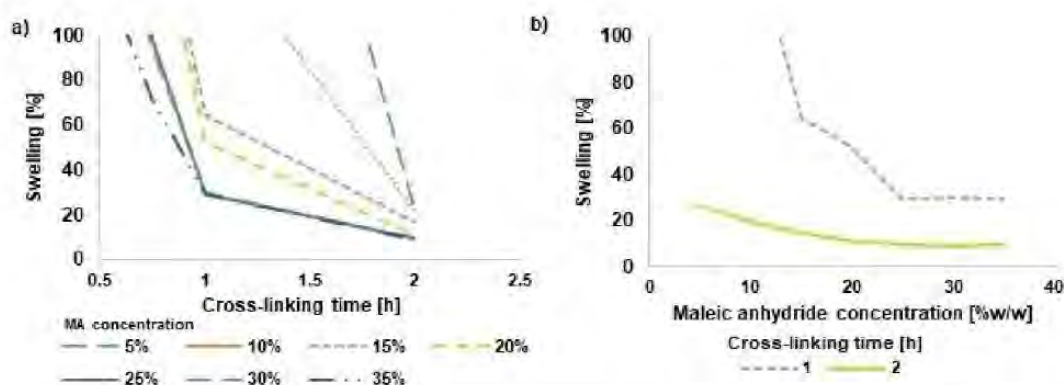 a)
100
80
60
40
20
0
Swelling [%]
0.5 1 1.5 2 2.5
Cross-linking time [h]
MA concentration
5% 10% 15% 20%
25% 30% 35%
b)
100
80
60
40
20
0
Swelling [%]
0 10 20 30 40
Maleic anhydride concentration [%w/w]
Cross-linking time [h]
1 2